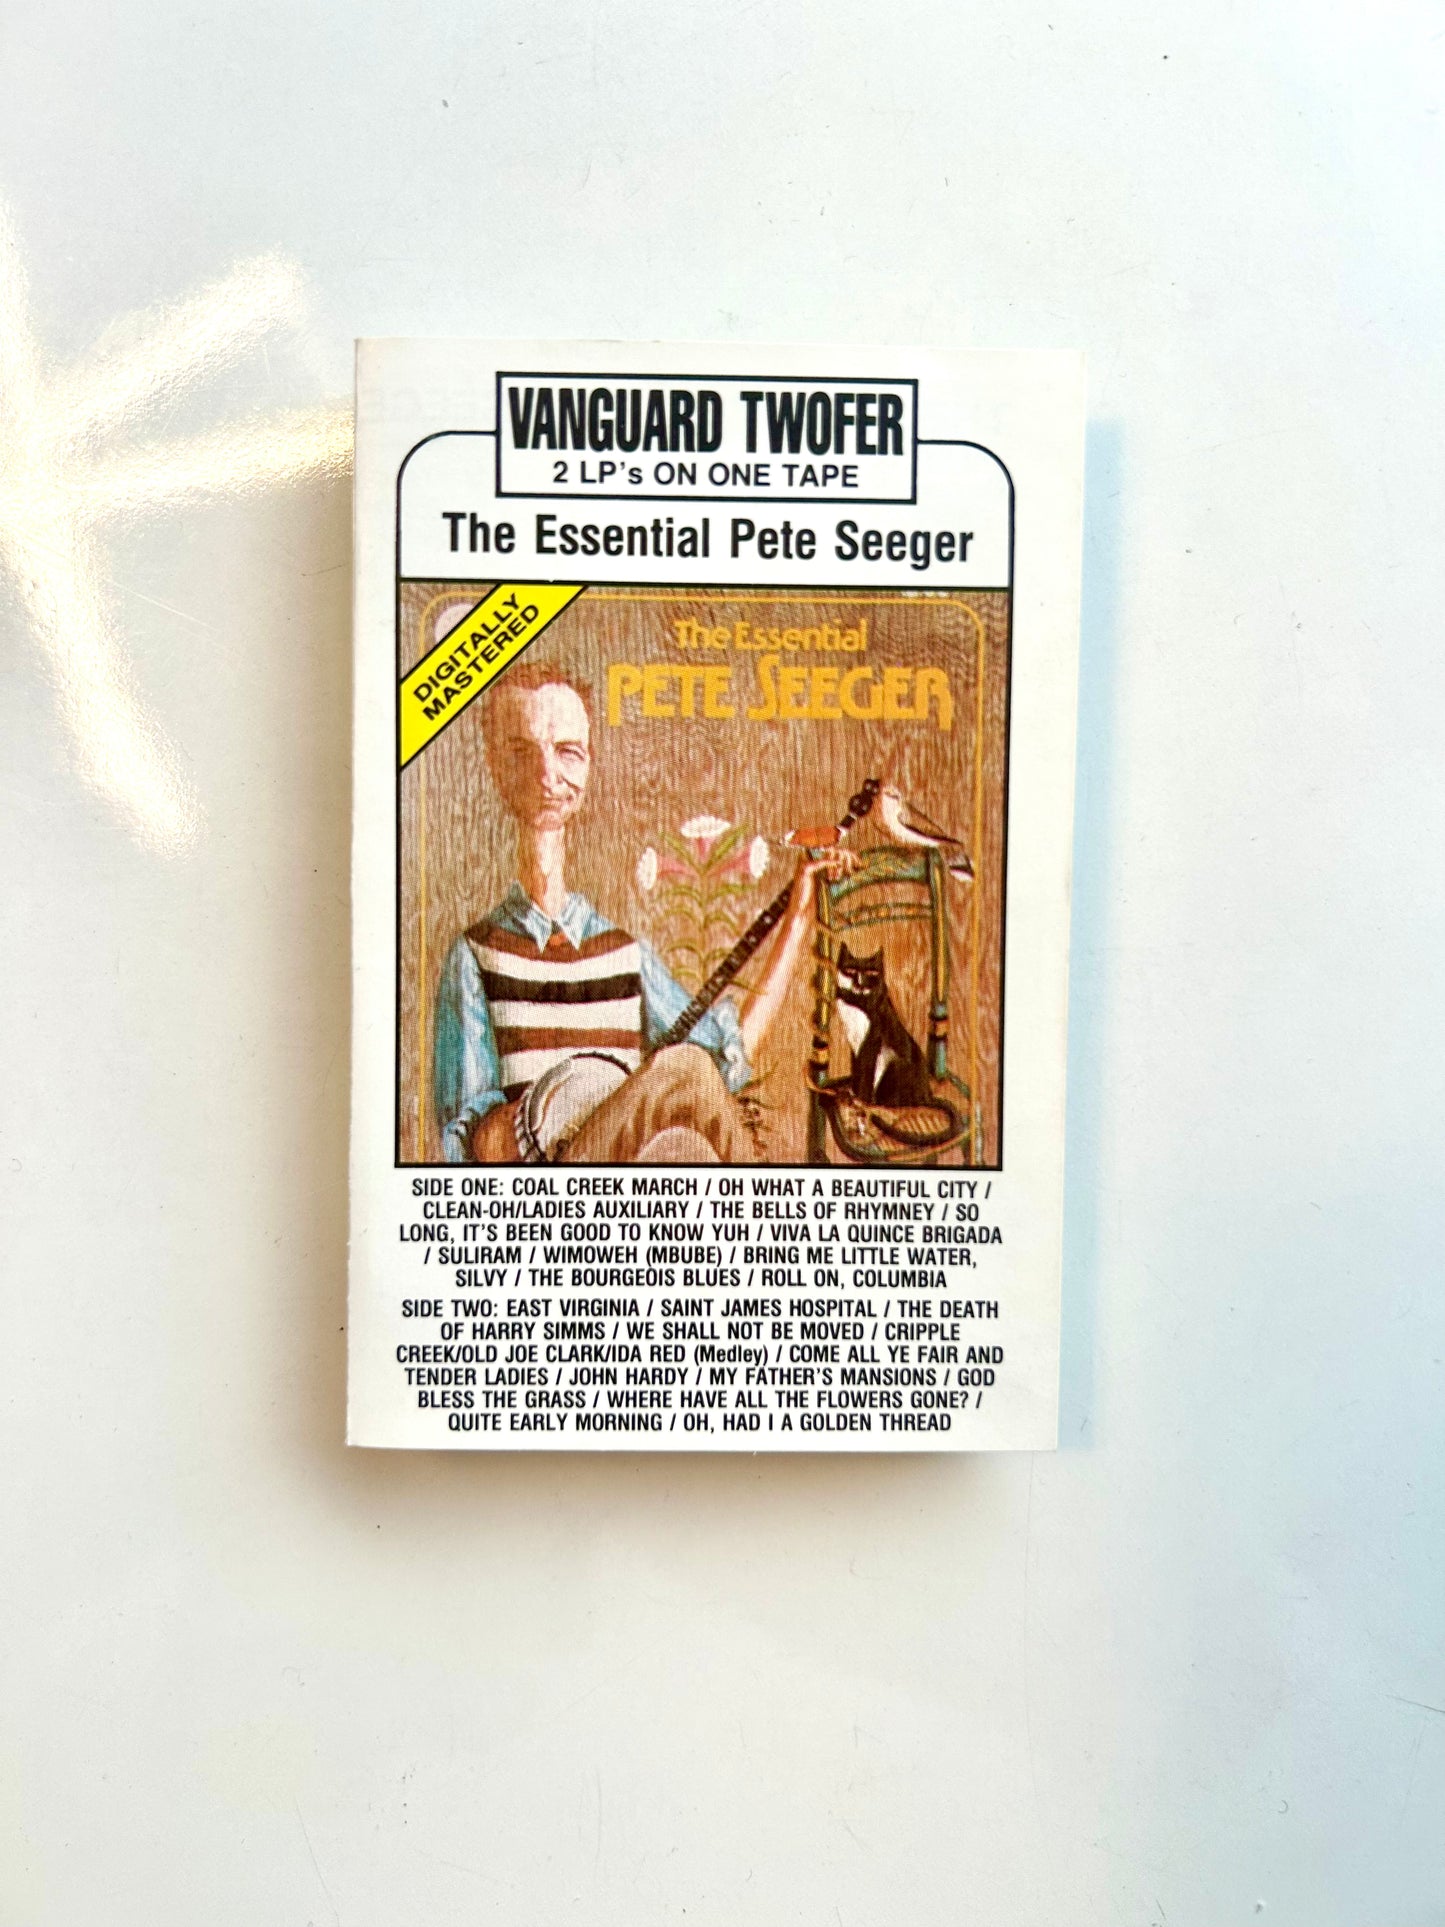 VANGUARD TWOFER
2 LP's ON ONE TAPE
The Essential Pete Seeger
DIGITALLY
MASTERED
The Essential
PETE SEEGER
SIDE ONE: COAL CREEK MARCH / OH WHAT A BEAUTIFUL CITY /
CLEAN-OH/LADIES AUXILIARY / THE BELLS OF RHYMNEY / SO
LONG, IT'S BEEN GOOD TO KNOW YUH / VIVA LA QUINCE BRIGADA
/ SULIRAM / WIMOWEH (MBUBE) / BRING ME LITTLE WATER,
SILVY / THE BOURGEOIS BLUES / ROLL ON, COLUMBIA
SIDE TWO: EAST VIRGINIA / SAINT JAMES HOSPITAL / THE DEATH
OF HARRY SIMMS / WE SHALL NOT BE MOVED / CRIPPLE
CREEK/OLD JOE CLARK/IDA RED (Medley) / COME ALL YE FAIR AND
TENDER LADIES / JOHN HARDY / MY FATHER'S MANSIONS / GOD
BLESS THE GRASS / WHERE HAVE ALL THE FLOWERS GONE? /
QUITE EARLY MORNING / OH, HAD I A GOLDEN THREAD